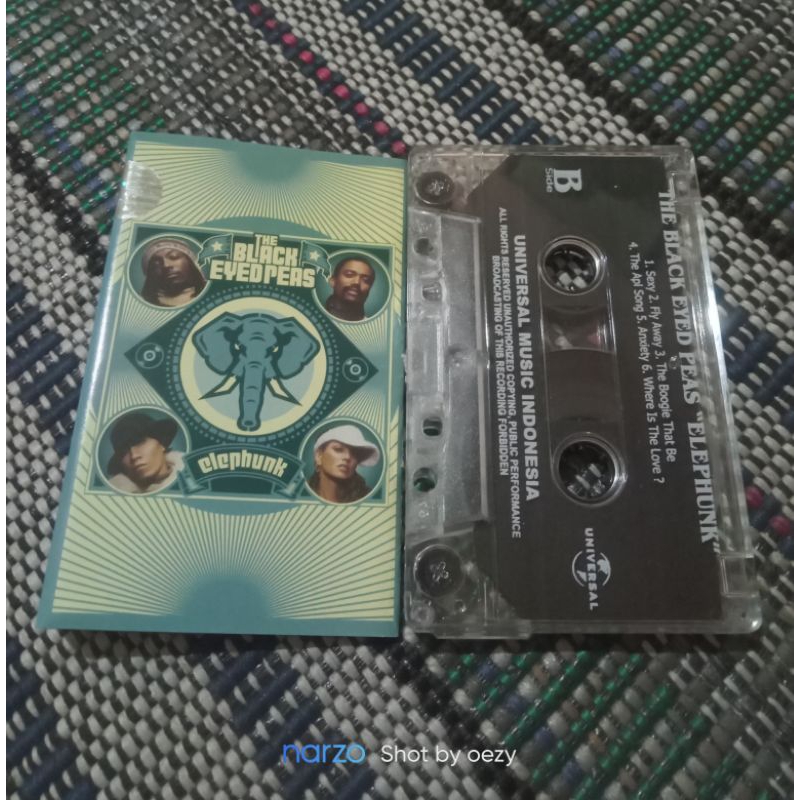 THE
BLACK
EYED PEAS
elephunk
B
Side
"THE BLACK EYED PEAS "ELEPHUNK"
1. Sexy 2. Fly Away 3. The Boogie That Be
4. The Apl Song 5. Anxiety 6. Where Is The Love ?
UNIVERSAL MUSIC INDONESIA
ALL RIGHTS RESERVED UNAUTHORIZED COPYING, PUBLIC PERFORMANCE
BROADCASTING OF THIS RECORDING FORBIDDEN
UNIVERSAL
narzo Shot by oezy